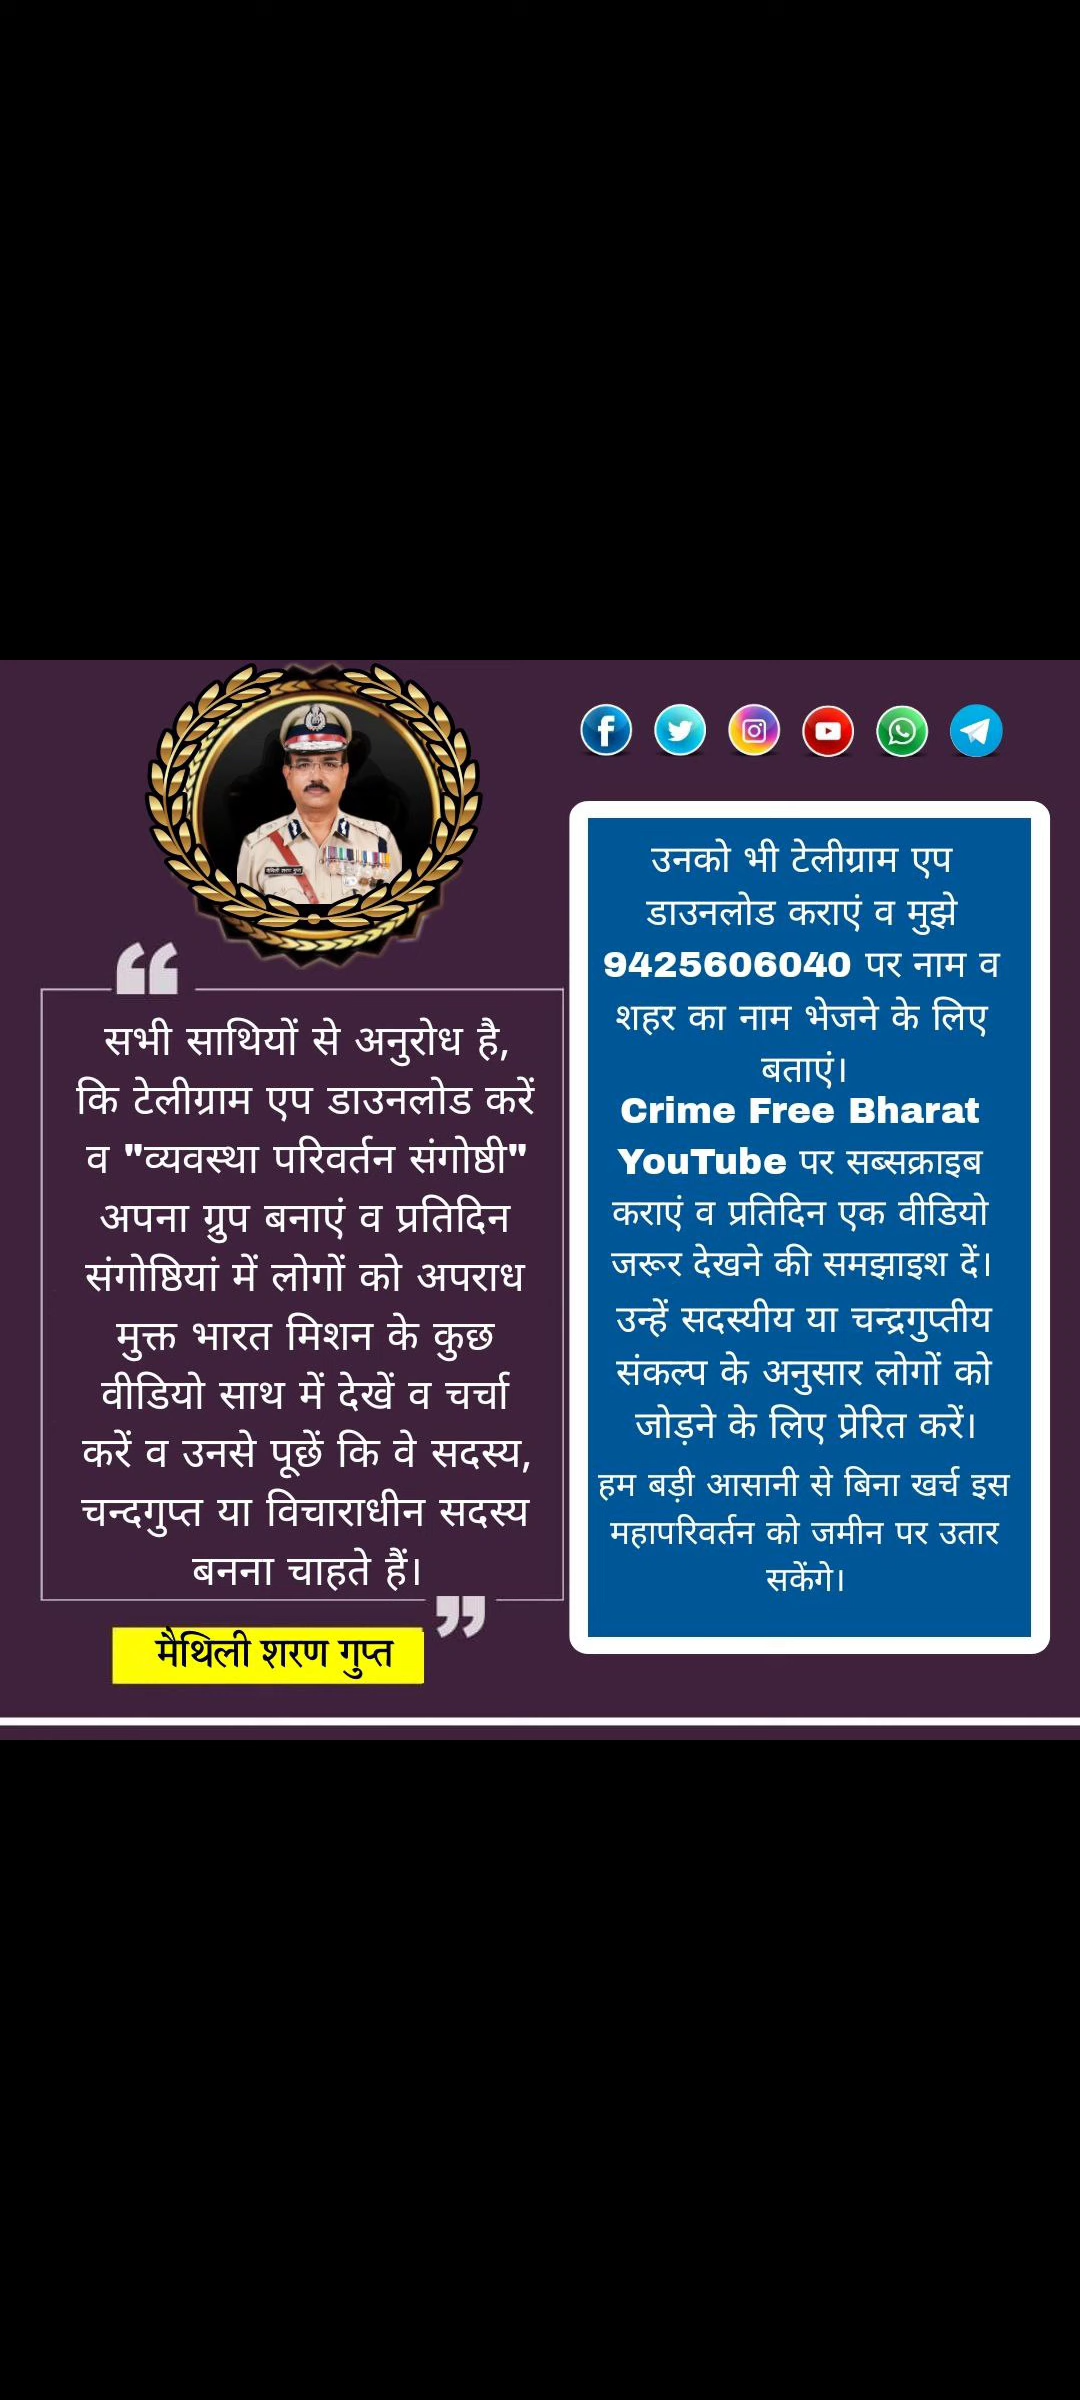 सभी साथियों से अनुरोध है,
कि टेलीग्राम एप डाउनलोड करें
व "व्यवस्था परिवर्तन संगोष्ठी"
अपना ग्रुप बनाएं व प्रतिदिन
संगोष्ठियां में लोगों को अपराध
मुक्त भारत मिशन के कुछ
वीडियो साथ में देखें व चर्चा
करें व उनसे पूछें कि वे सदस्य,
चन्दगुप्त या विचाराधीन सदस्य
बनना चाहते हैं।
मैथिली शरण गुप्त
उनको भी टेलीग्राम एप
डाउनलोड कराएं व मुझे
9425606040 पर नाम व
शहर का नाम भेजने के लिए
बताएं।
Crime Free Bharat
YouTube पर सब्सक्राइब
कराएं व प्रतिदिन एक वीडियो
जरूर देखने की समझाइश दें।
उन्हें सदस्यीय या चन्द्रगुप्तीय
संकल्प के अनुसार लोगों को
जोड़ने के लिए प्रेरित करें।
हम बड़ी आसानी से बिना खर्च इस
महापरिवर्तन को जमीन पर उतार
सकेंगे।